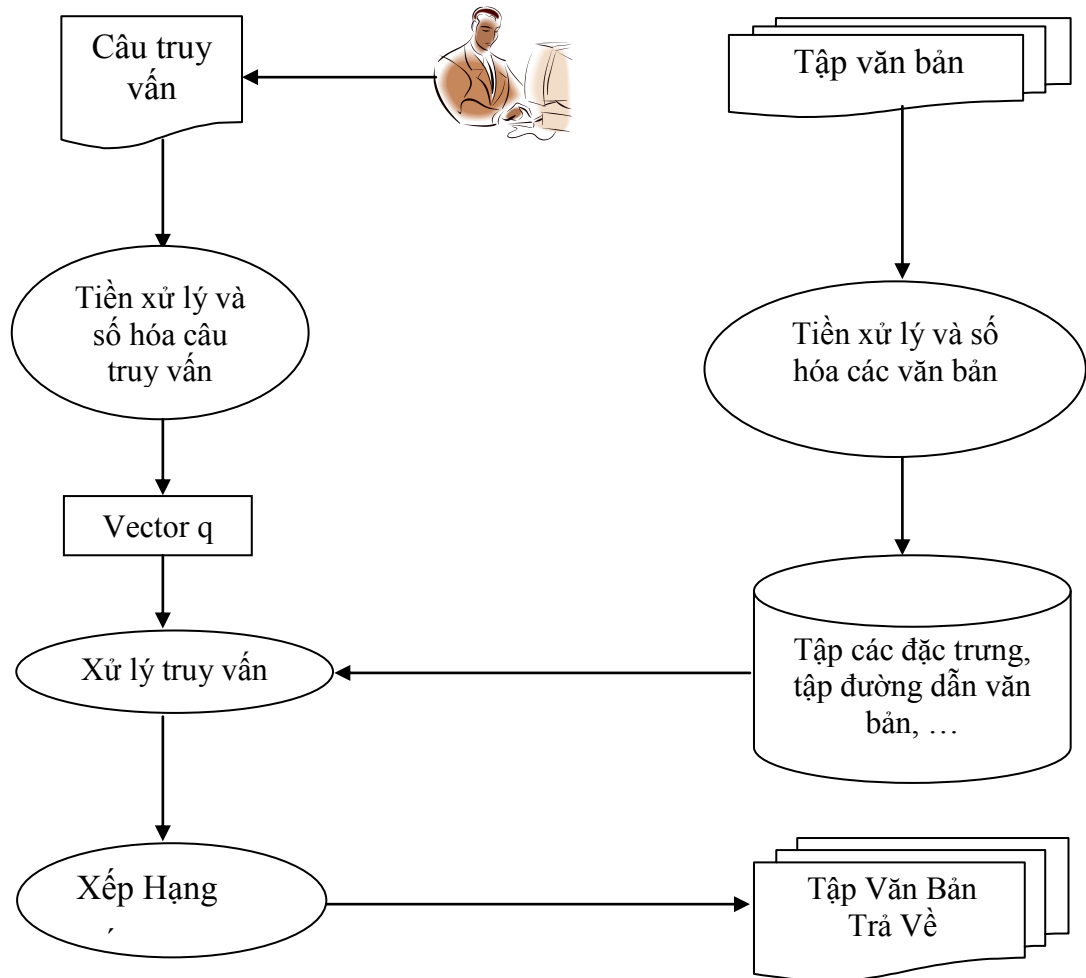 Câu truy
vấn
Tập văn bản
Tiền xử lý và
số hóa câu
truy vấn
Tiền xử lý và số
hóa các văn bản
Vector q
Xử lý truy vấn
Tập các đặc trưng,
tập đường dẫn văn
bản, …
Xếp Hạng
Tập Văn Bản
Trả Về